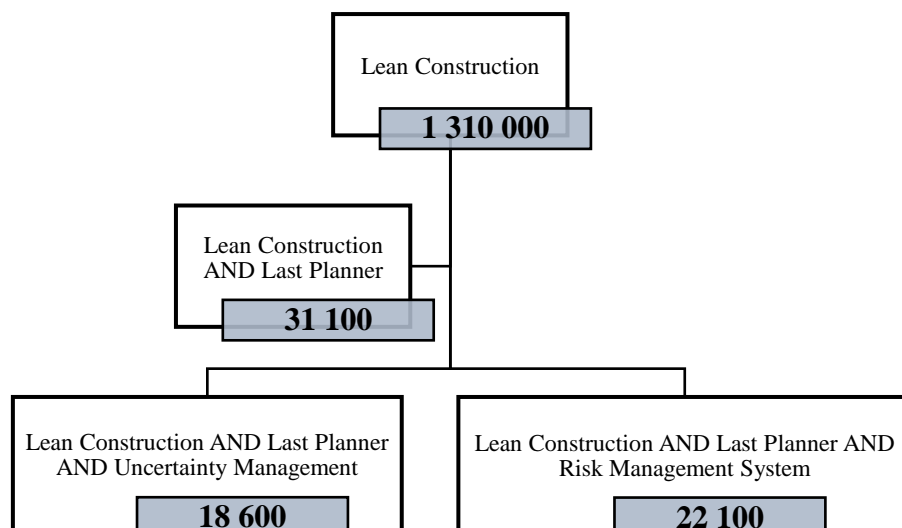 Lean Construction
1 310 000
Lean Construction
AND Last Planner
31 100
Lean Construction AND Last Planner
AND Uncertainty Management
18 600
Lean Construction AND Last Planner AND
Risk Management System
22 100